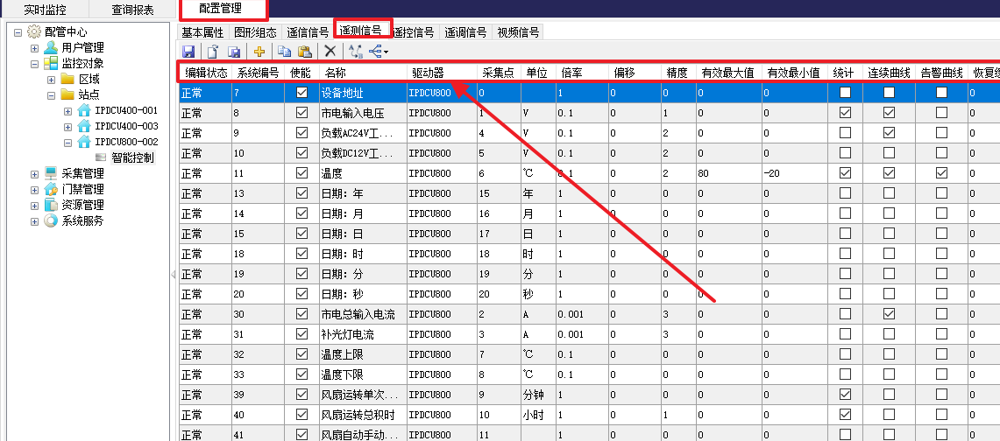 实时监控 查询报表 配置管理
配管中心
用户管理
监控对象
区域
站点
IPDCU400-001
IPDCU400-003
IPDCU800-002
智能控制
采集管理
门禁管理
资源管理
系统服务
基本属性 图形组态 遥信信号 遥测信号 遥控信号 遥调信号 视频信号
编辑状态 系统编号 使能 名称 驱动器 采集点 单位 倍率 偏移 精度 有效最大值 有效最小值 统计 连续曲线 告警曲线
正常 7 设备地址 IPDCU800 0 1 0 0 0 0
正常 8 市电输入电压 IPDCU800 1 V 0.1 0 1 0 0 0
正常 9 负载AC24V工... IPDCU800 4 V 0.1 0 2 0 0 0
正常 10 负载DC12V工... IPDCU800 5 V 0.1 0 2 0 0 0
正常 11 温度 IPDCU800 6 ℃ 0.1 0 2 80 -20 0
正常 13 日期：年 IPDCU800 15 年 1 0 0 0 0 0
正常 14 日期：月 IPDCU800 16 月 1 0 0 0 0 0
正常 15 日期：日 IPDCU800 17 日 1 0 0 0 0 0
正常 18 日期：时 IPDCU800 18 时 1 0 0 0 0 0
正常 19 日期：分 IPDCU800 19 分 1 0 0 0 0 0
正常 20 日期：秒 IPDCU800 20 秒 1 0 0 0 0 0
正常 30 市电总输入电流 IPDCU800 2 A 0.001 0 3 0 0 0
正常 31 补光灯电流 IPDCU800 3 A 0.001 0 3 0 0 0
正常 32 温度上限 IPDCU800 7 ℃ 0.1 0 0 0 0 0
正常 33 温度下限 IPDCU800 8 ℃ 0.1 0 0 0 0 0
正常 39 风扇运转单次... IPDCU800 9 分钟 1 0 0 0 0 0
正常 40 风扇运转总积时 IPDCU800 10 小时 1 0 1 0 0 0
正常 41 风扇自动手动... IPDCU800 11 1 0 0 0 0 0